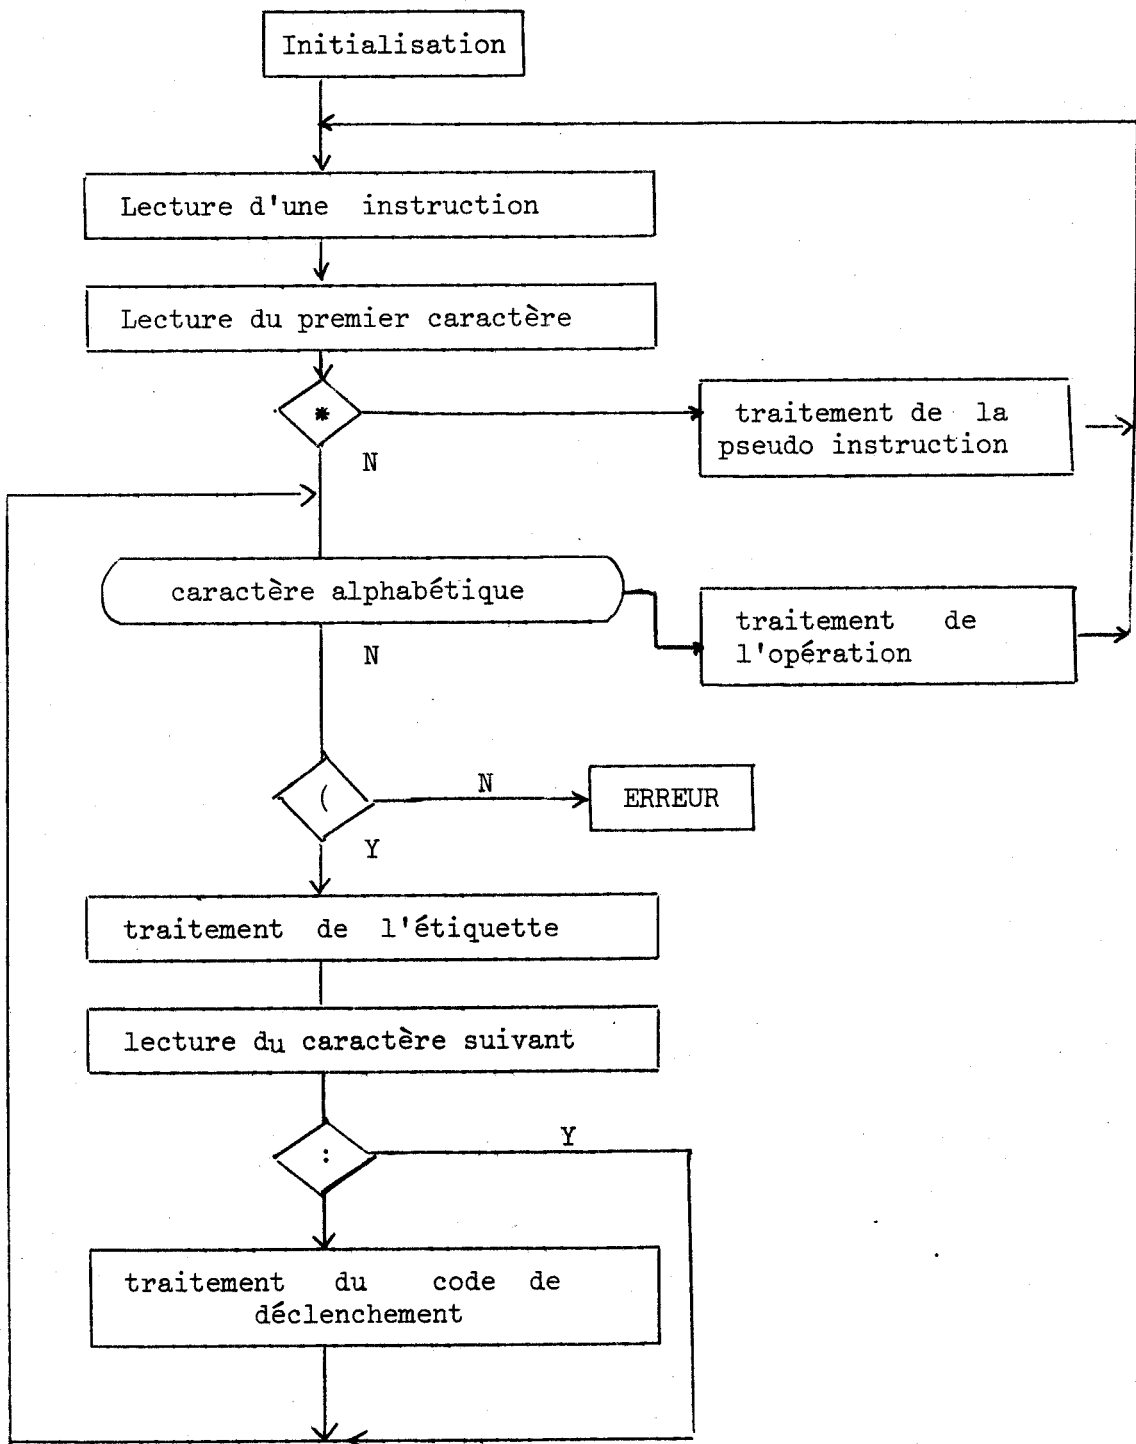 Initialisation
Lecture d'une instruction
Lecture du premier caractère
*
traitement de la
pseudo instruction
N
caractère alphabétique
traitement de
l'opération
N
(
N
ERREUR
Y
traitement de l'étiquette
lecture du caractère suivant
:
Y
traitement du code de
déclenchement